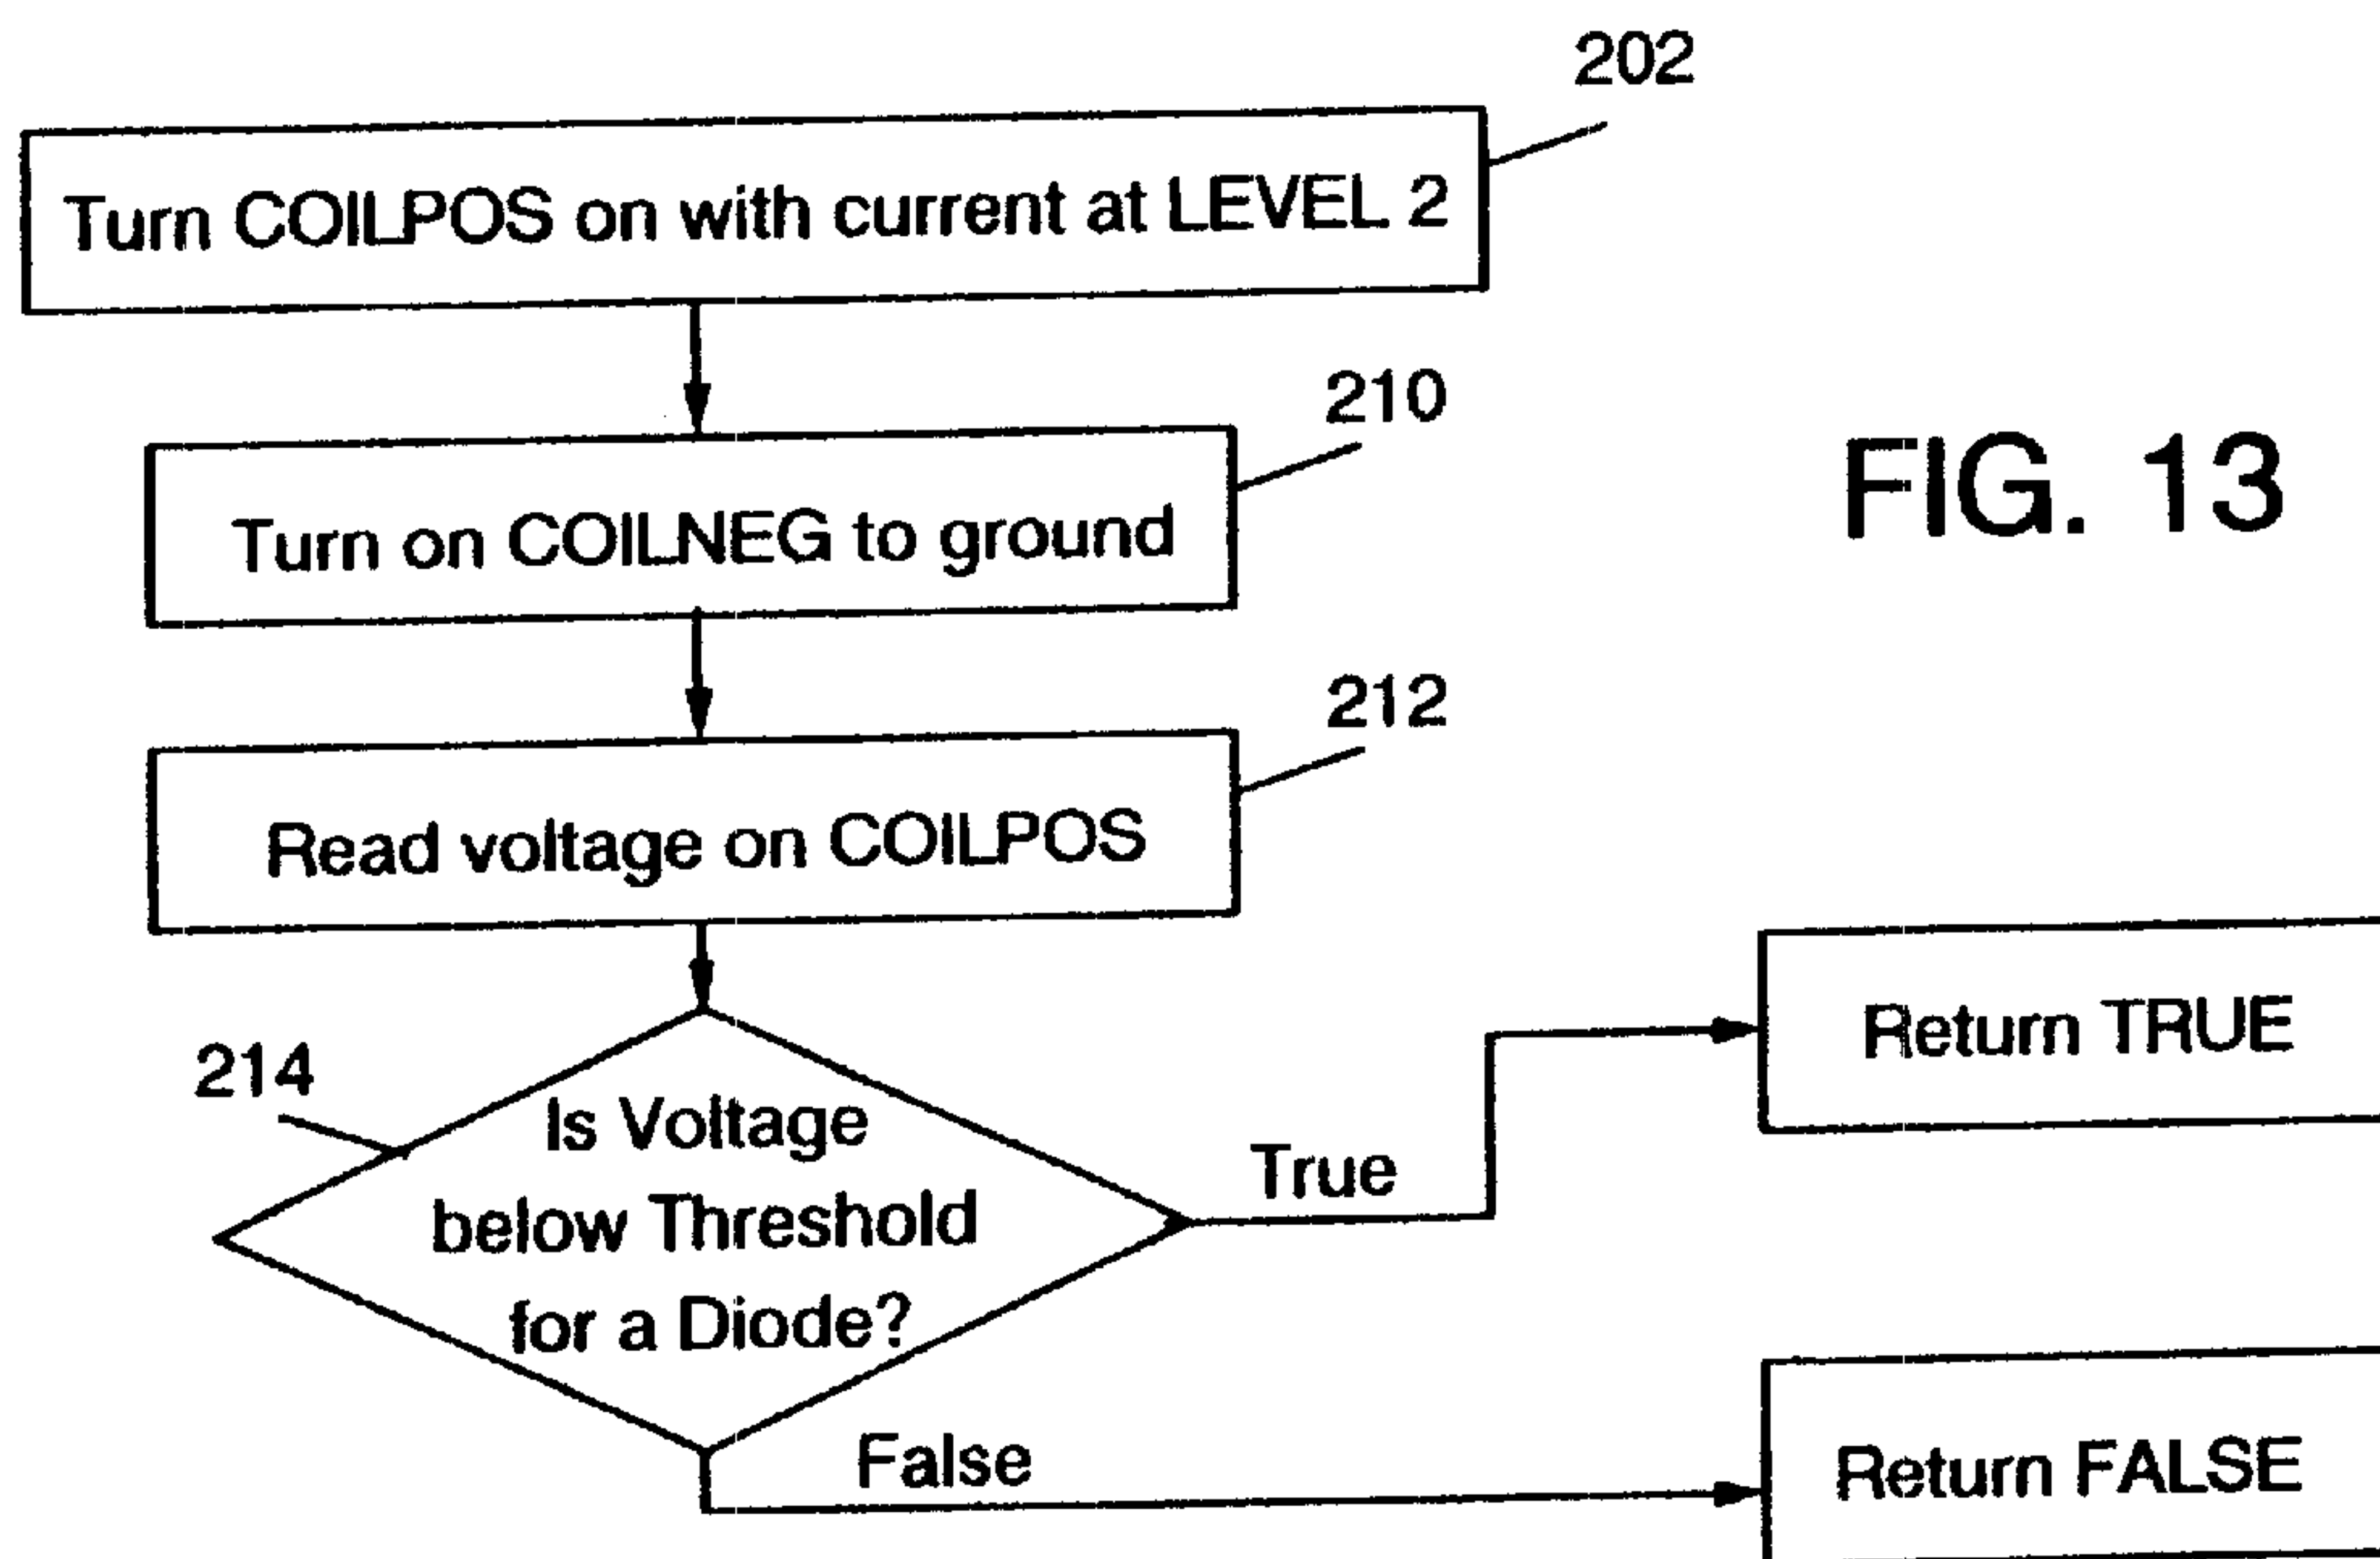 202
Turn COILPOS on with current at LEVEL 2
210
FIG. 13
Turn on COILNEG to ground
212
Read voltage on COILPOS
Return TRUE
214
Is Voltage
below Threshold
for a Diode?
True
False
Return FALSE